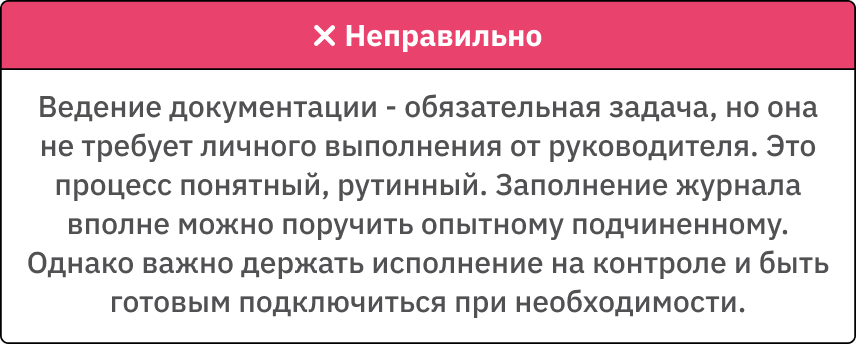 × Неправильно
Ведение документации - обязательная задача, но она
не требует личного выполнения от руководителя. Это
процесс понятный, рутинный. Заполнение журнала
вполне можно поручить опытному подчиненному.
Однако важно держать исполнение на контроле и быть
готовым подключиться при необходимости.